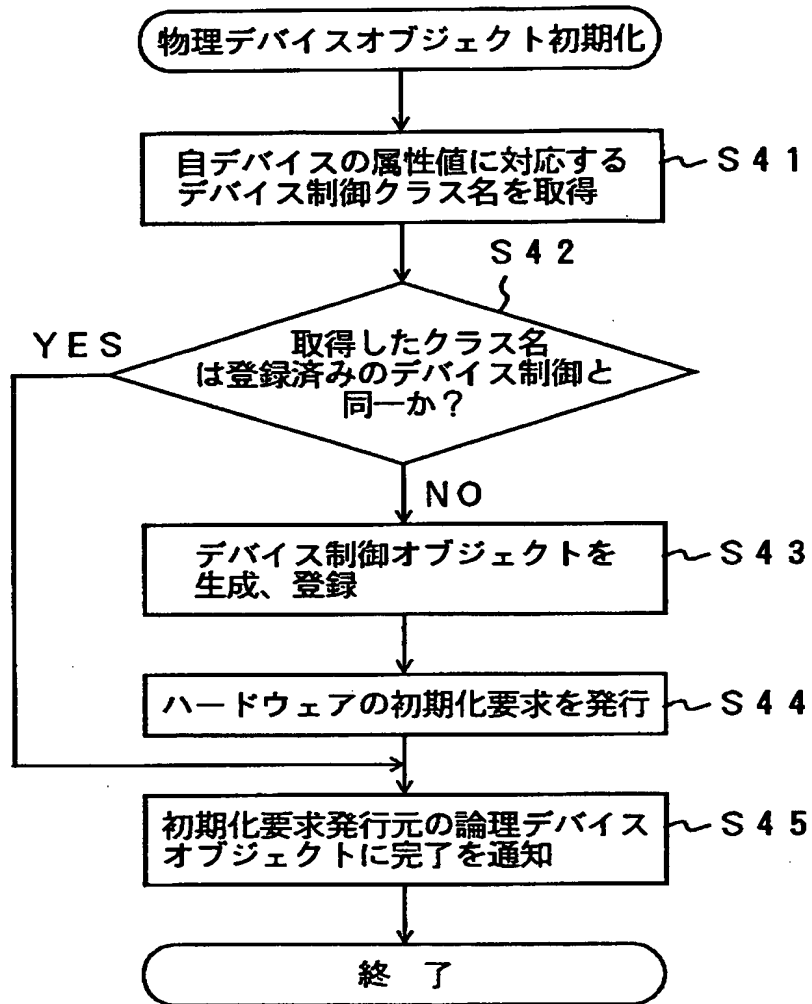 物理デバイスオブジェクト初期化
自デバイスの属性値に対応する
デバイス制御クラス名を取得
S41
S42
YES
取得したクラス名
は登録済みのデバイス制御と
同一か?
NO
デバイス制御オブジェクトを
生成、登録
S43
ハードウェアの初期化要求を発行
S44
初期化要求発行元の論理デバイス
オブジェクトに完了を通知
S45
終 了